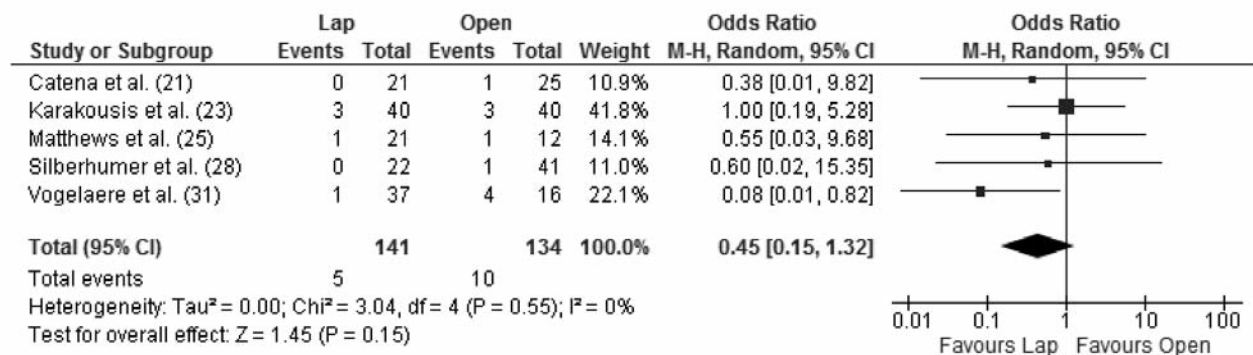 Lap Open Odds Ratio Odds Ratio
Study or Subgroup Events Total Events Total Weight M-H, Random, 95% CI M-H, Random, 95% CI
Catena et al. (21) 0 21 1 25 10.9% 0.38 [0.01, 9.82]
Karakousis et al. (23) 3 40 3 40 41.8% 1.00 [0.19, 5.28]
Matthews et al. (25) 1 21 1 12 14.1% 0.55 [0.03, 9.68]
Silberhumer et al. (28) 0 22 1 41 11.0% 0.60 [0.02, 15.35]
Vogelaere et al. (31) 1 37 4 16 22.1% 0.08 [0.01, 0.82]
Total (95% CI) 141 134 100.0% 0.45 [0.15, 1.32]
Total events 5 10
Heterogeneity: Tau² = 0.00; Chi² = 3.04, df = 4 (P = 0.55); I² = 0%
Test for overall effect: Z = 1.45 (P = 0.15)
0.01 0.1 1 10 100
Favours Lap Favours Open